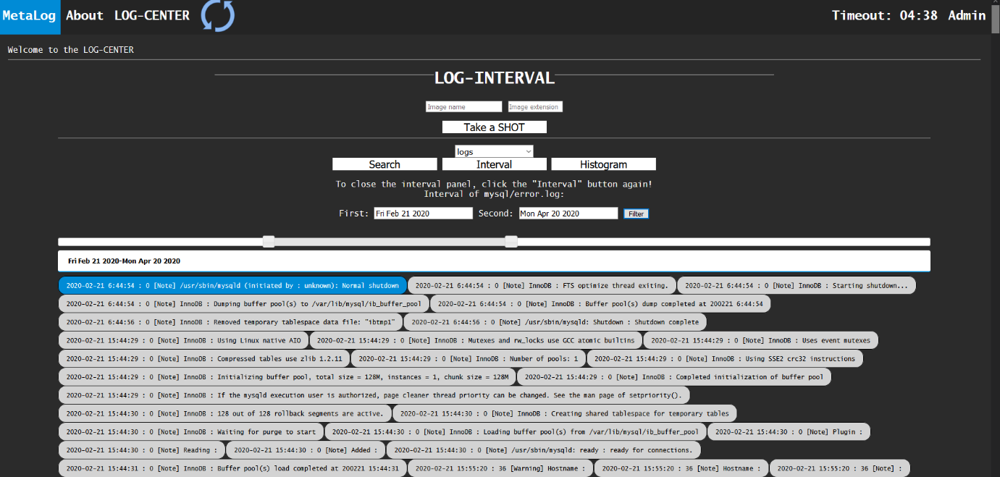 MetaLog About LOG-CENTER Timeout: 04:38 Admin
Welcome to the LOG-CENTER
LOG-INTERVAL
Image name Image extension
Take a SHOT
logs
Search Interval Histogram
To close the interval panel, click the "Interval" button again!
Interval of mysql/error.log:
First: Fri Feb 21 2020 Second: Mon Apr 20 2020 Filter
Fri Feb 21 2020-Mon Apr 20 2020
2020-02-21 6:44:54 : 0 [Note] /usr/sbin/mysqld (initiated by : unknown): Normal shutdown 2020-02-21 6:44:54 : 0 [Note] InnoDB : FTS optimize thread exiting. 2020-02-21 6:44:54 : 0 [Note] InnoDB : Starting shutdown...
2020-02-21 6:44:54 : 0 [Note] InnoDB : Dumping buffer pool(s) to /var/lib/mysql/ib_buffer_pool 2020-02-21 6:44:54 : 0 [Note] InnoDB : Buffer pool(s) dump completed at 200221 6:44:54
2020-02-21 6:44:56 : 0 [Note] InnoDB : Removed temporary tablespace data file: "ibtmp1" 2020-02-21 6:44:56 : 0 [Note] /usr/sbin/mysqld: Shutdown : Shutdown complete
2020-02-21 15:44:29 : 0 [Note] InnoDB : Using Linux native AIO 2020-02-21 15:44:29 : 0 [Note] InnoDB : Mutexes and rw_locks use GCC atomic builtins 2020-02-21 15:44:29 : 0 [Note] InnoDB : Uses event mutexes
2020-02-21 15:44:29 : 0 [Note] InnoDB : Compressed tables use zlib 1.2.11 2020-02-21 15:44:29 : 0 [Note] InnoDB : Number of pools: 1 2020-02-21 15:44:29 : 0 [Note] InnoDB : Using SSE2 crc32 instructions
2020-02-21 15:44:29 : 0 [Note] InnoDB : Initializing buffer pool, total size = 128M, instances = 1, chunk size = 128M 2020-02-21 15:44:29 : 0 [Note] InnoDB : Completed initialization of buffer pool
2020-02-21 15:44:29 : 0 [Note] InnoDB : If the mysqld execution user is authorized, page cleaner thread priority can be changed. See the man page of setpriority().
2020-02-21 15:44:30 : 0 [Note] InnoDB : 128 out of 128 rollback segments are active. 2020-02-21 15:44:30 : 0 [Note] InnoDB : Creating shared tablespace for temporary tables
2020-02-21 15:44:30 : 0 [Note] InnoDB : Waiting for purge to start 2020-02-21 15:44:30 : 0 [Note] InnoDB : Loading buffer pool(s) from /var/lib/mysql/ib_buffer_pool 2020-02-21 15:44:30 : 0 [Note] Plugin :
2020-02-21 15:44:30 : 0 [Note] Reading : 2020-02-21 15:44:30 : 0 [Note] Added : 2020-02-21 15:44:30 : 0 [Note] /usr/sbin/mysqld: ready : ready for connections.
2020-02-21 15:44:31 : 0 [Note] InnoDB : Buffer pool(s) load completed at 200221 15:44:31 2020-02-21 15:55:20 : 36 [Warning] Hostname : 2020-02-21 15:55:20 : 36 [Note] Hostname : 2020-02-21 15:55:20 : 36 [Note] :